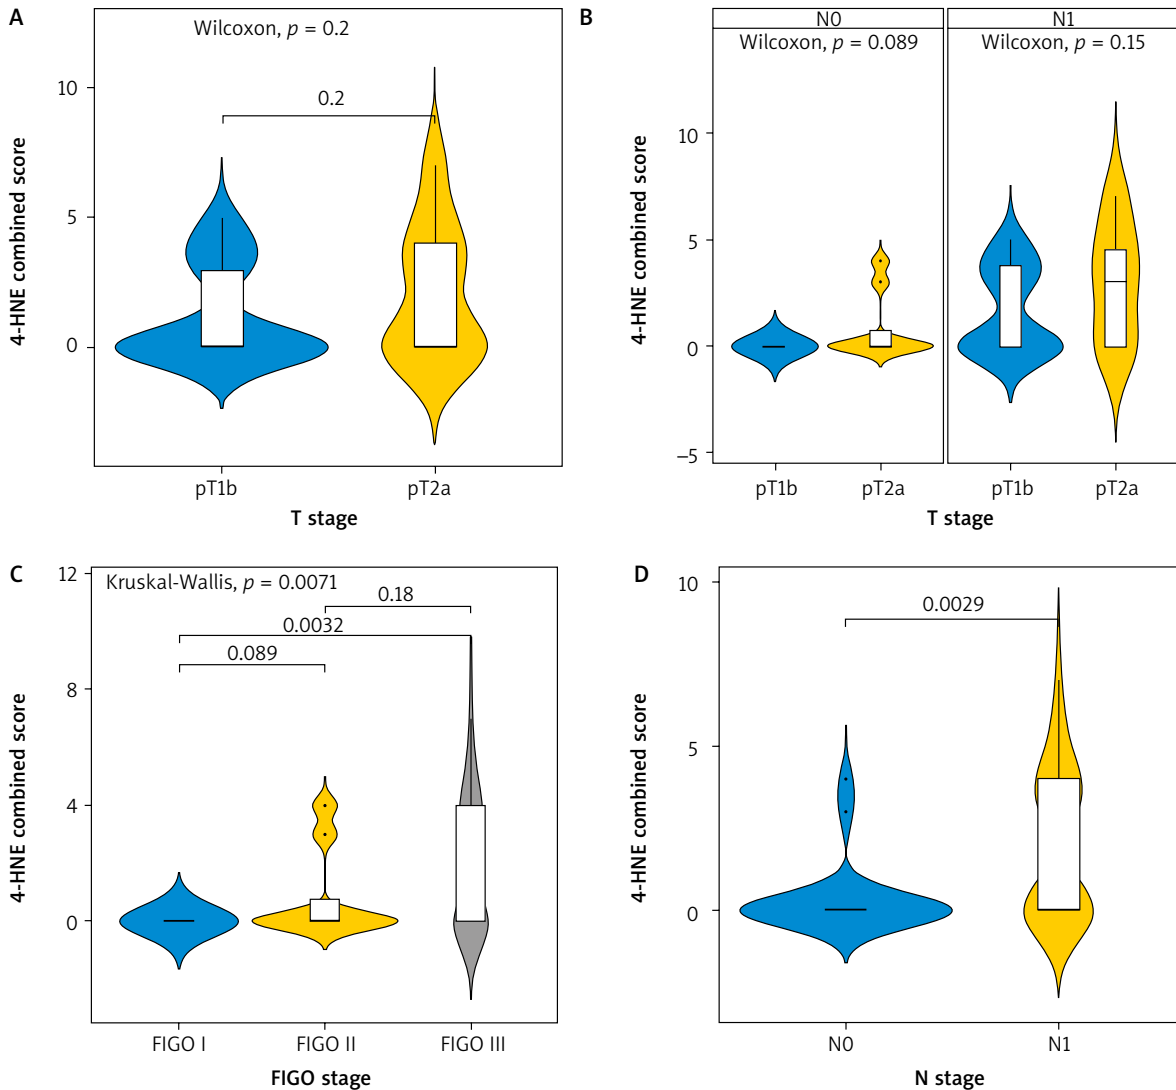 A
Wilcoxon, p = 0.2
0.2
10
5
0
4-HNE combined score
pT1b pT2a
T stage
B
N0 N1
Wilcoxon, p = 0.089 Wilcoxon, p = 0.15
10
5
0
–5
4-HNE combined score
pT1b pT2a pT1b pT2a
T stage
C
Kruskal-Wallis, p = 0.0071
0.18
0.0032
0.089
12
8
4
0
4-HNE combined score
FIGO I FIGO II FIGO III
FIGO stage
D
0.0029
10
5
0
4-HNE combined score
N0 N1
N stage